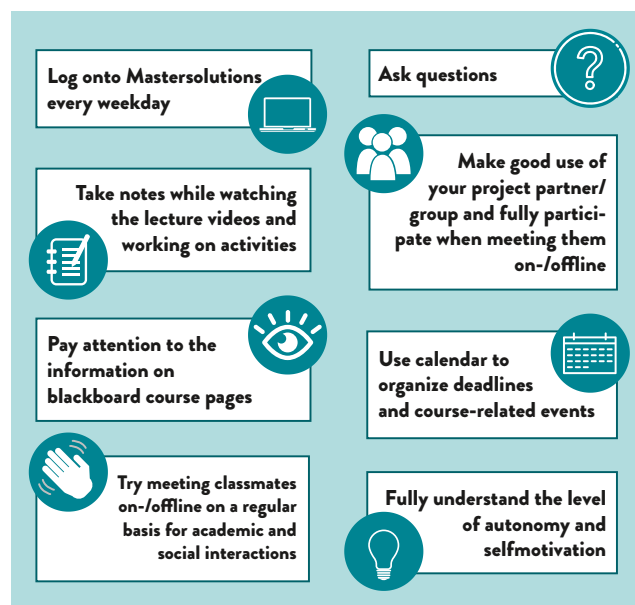 Log onto Mastersolutions
every weekday
Take notes while watching
the lecture videos and
working on activities
Pay attention to the
information on
blackboard course pages
Try meeting classmates
on-/offline on a regular
basis for academic and
social interactions
Ask questions
?
Make good use of
your project partner/
group and fully partici-
pate when meeting them
on-/offline
Use calendar to
organize deadlines
and course-related events
Fully understand the level
of autonomy and
selfmotivation